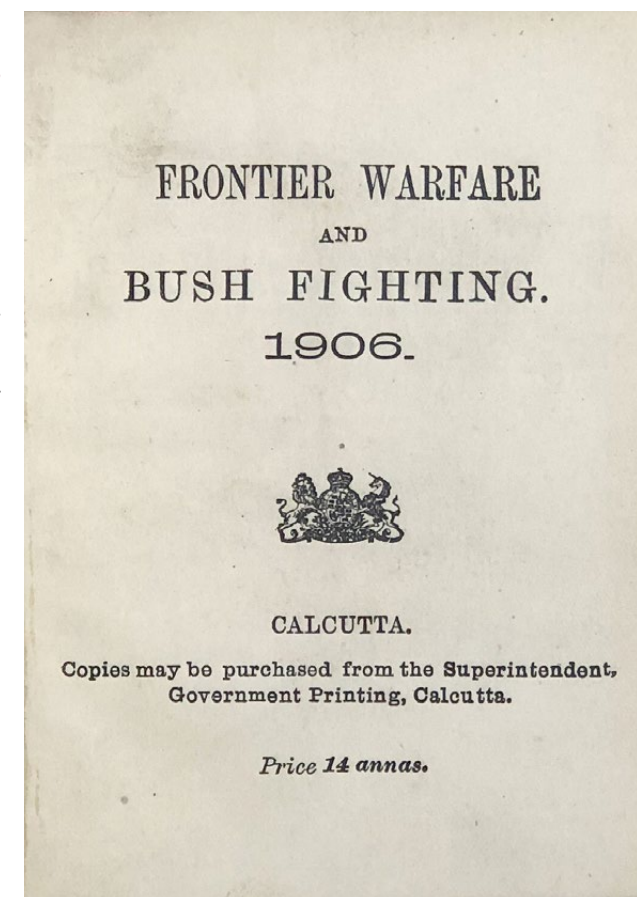 FRONTIER WARFARE
AND
BUSH FIGHTING.
1906.
CALCUTTA.
Copies may be purchased from the Superintendent,
Government Printing, Calcutta.
Price 14 annas.